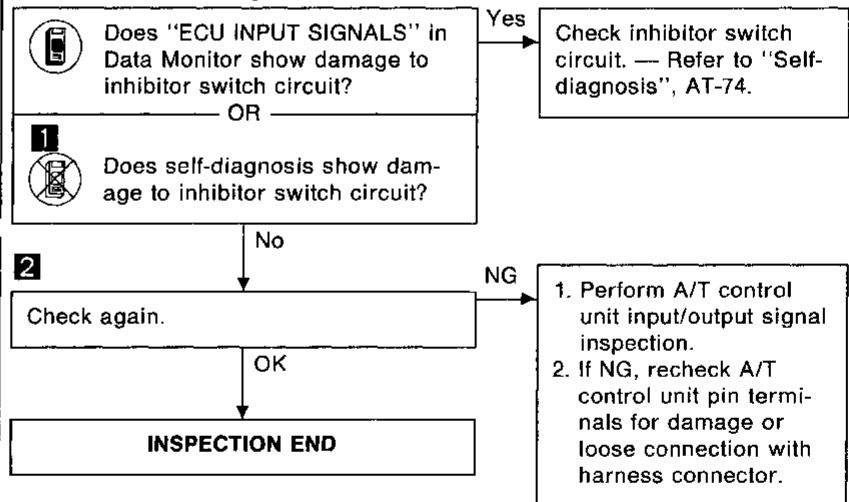 Does "ECU INPUT SIGNALS" in
Data Monitor show damage to
inhibitor switch circuit?
OR
1
Does self-diagnosis show dam-
age to inhibitor switch circuit?
Yes
Check inhibitor switch
circuit. — Refer to "Self-
diagnosis", AT-74.
No
2
Check again.
NG
1. Perform A/T control
unit input/output signal
inspection.
2. If NG, recheck A/T
control unit pin termi-
nals for damage or
loose connection with
harness connector.
OK
INSPECTION END